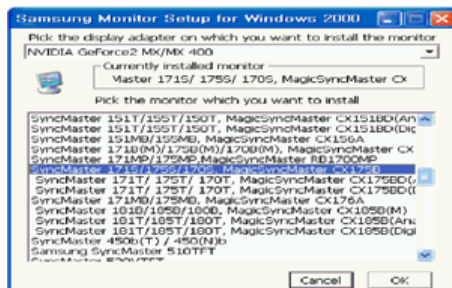 Samsung Monitor Setup for Windows 2000
Pick the display adapter on which you want to install the monitor
NVIDIA GeForce2 MX/MX 400
Currently installed monitor
Master 171S/ 175S/ 170S, MagicSyncMaster CX
Pick the monitor which you want to install
SyncMaster 151T/155T/150T, MagicSyncMaster CX151BD(Ana
SyncMaster 151T/155T/150T, MagicSyncMaster CX151BD(Dig
SyncMaster 151MB/155MB, MagicSyncMaster CX156A
SyncMaster 171B(M)/175B(M)/170B(M), MagicSyncMaster CX
SyncMaster 171MP/175MP,MagicSyncMaster RB1700MP
SyncMaster 171S/175S/170S, MagicSyncMaster CX175B
SyncMaster 171T/ 175T/ 170T, MagicSyncMaster CX175BD(A
SyncMaster 171T/ 175T/ 170T, MagicSyncMaster CX175BD(
SyncMaster 171MB/175MB, MagicSyncMaster CX176A
SyncMaster 181B/185B/180B, MagicSyncMaster CX185B(M)
SyncMaster 181T/185T/180T, MagicSyncMaster CX185B(Ana
SyncMaster 181T/185T/180T, MagicSyncMaster CX185B(Digi
SyncMaster 450b(T) / 450(N)b
Samsung SyncMaster 510TFT
Cancel
OK